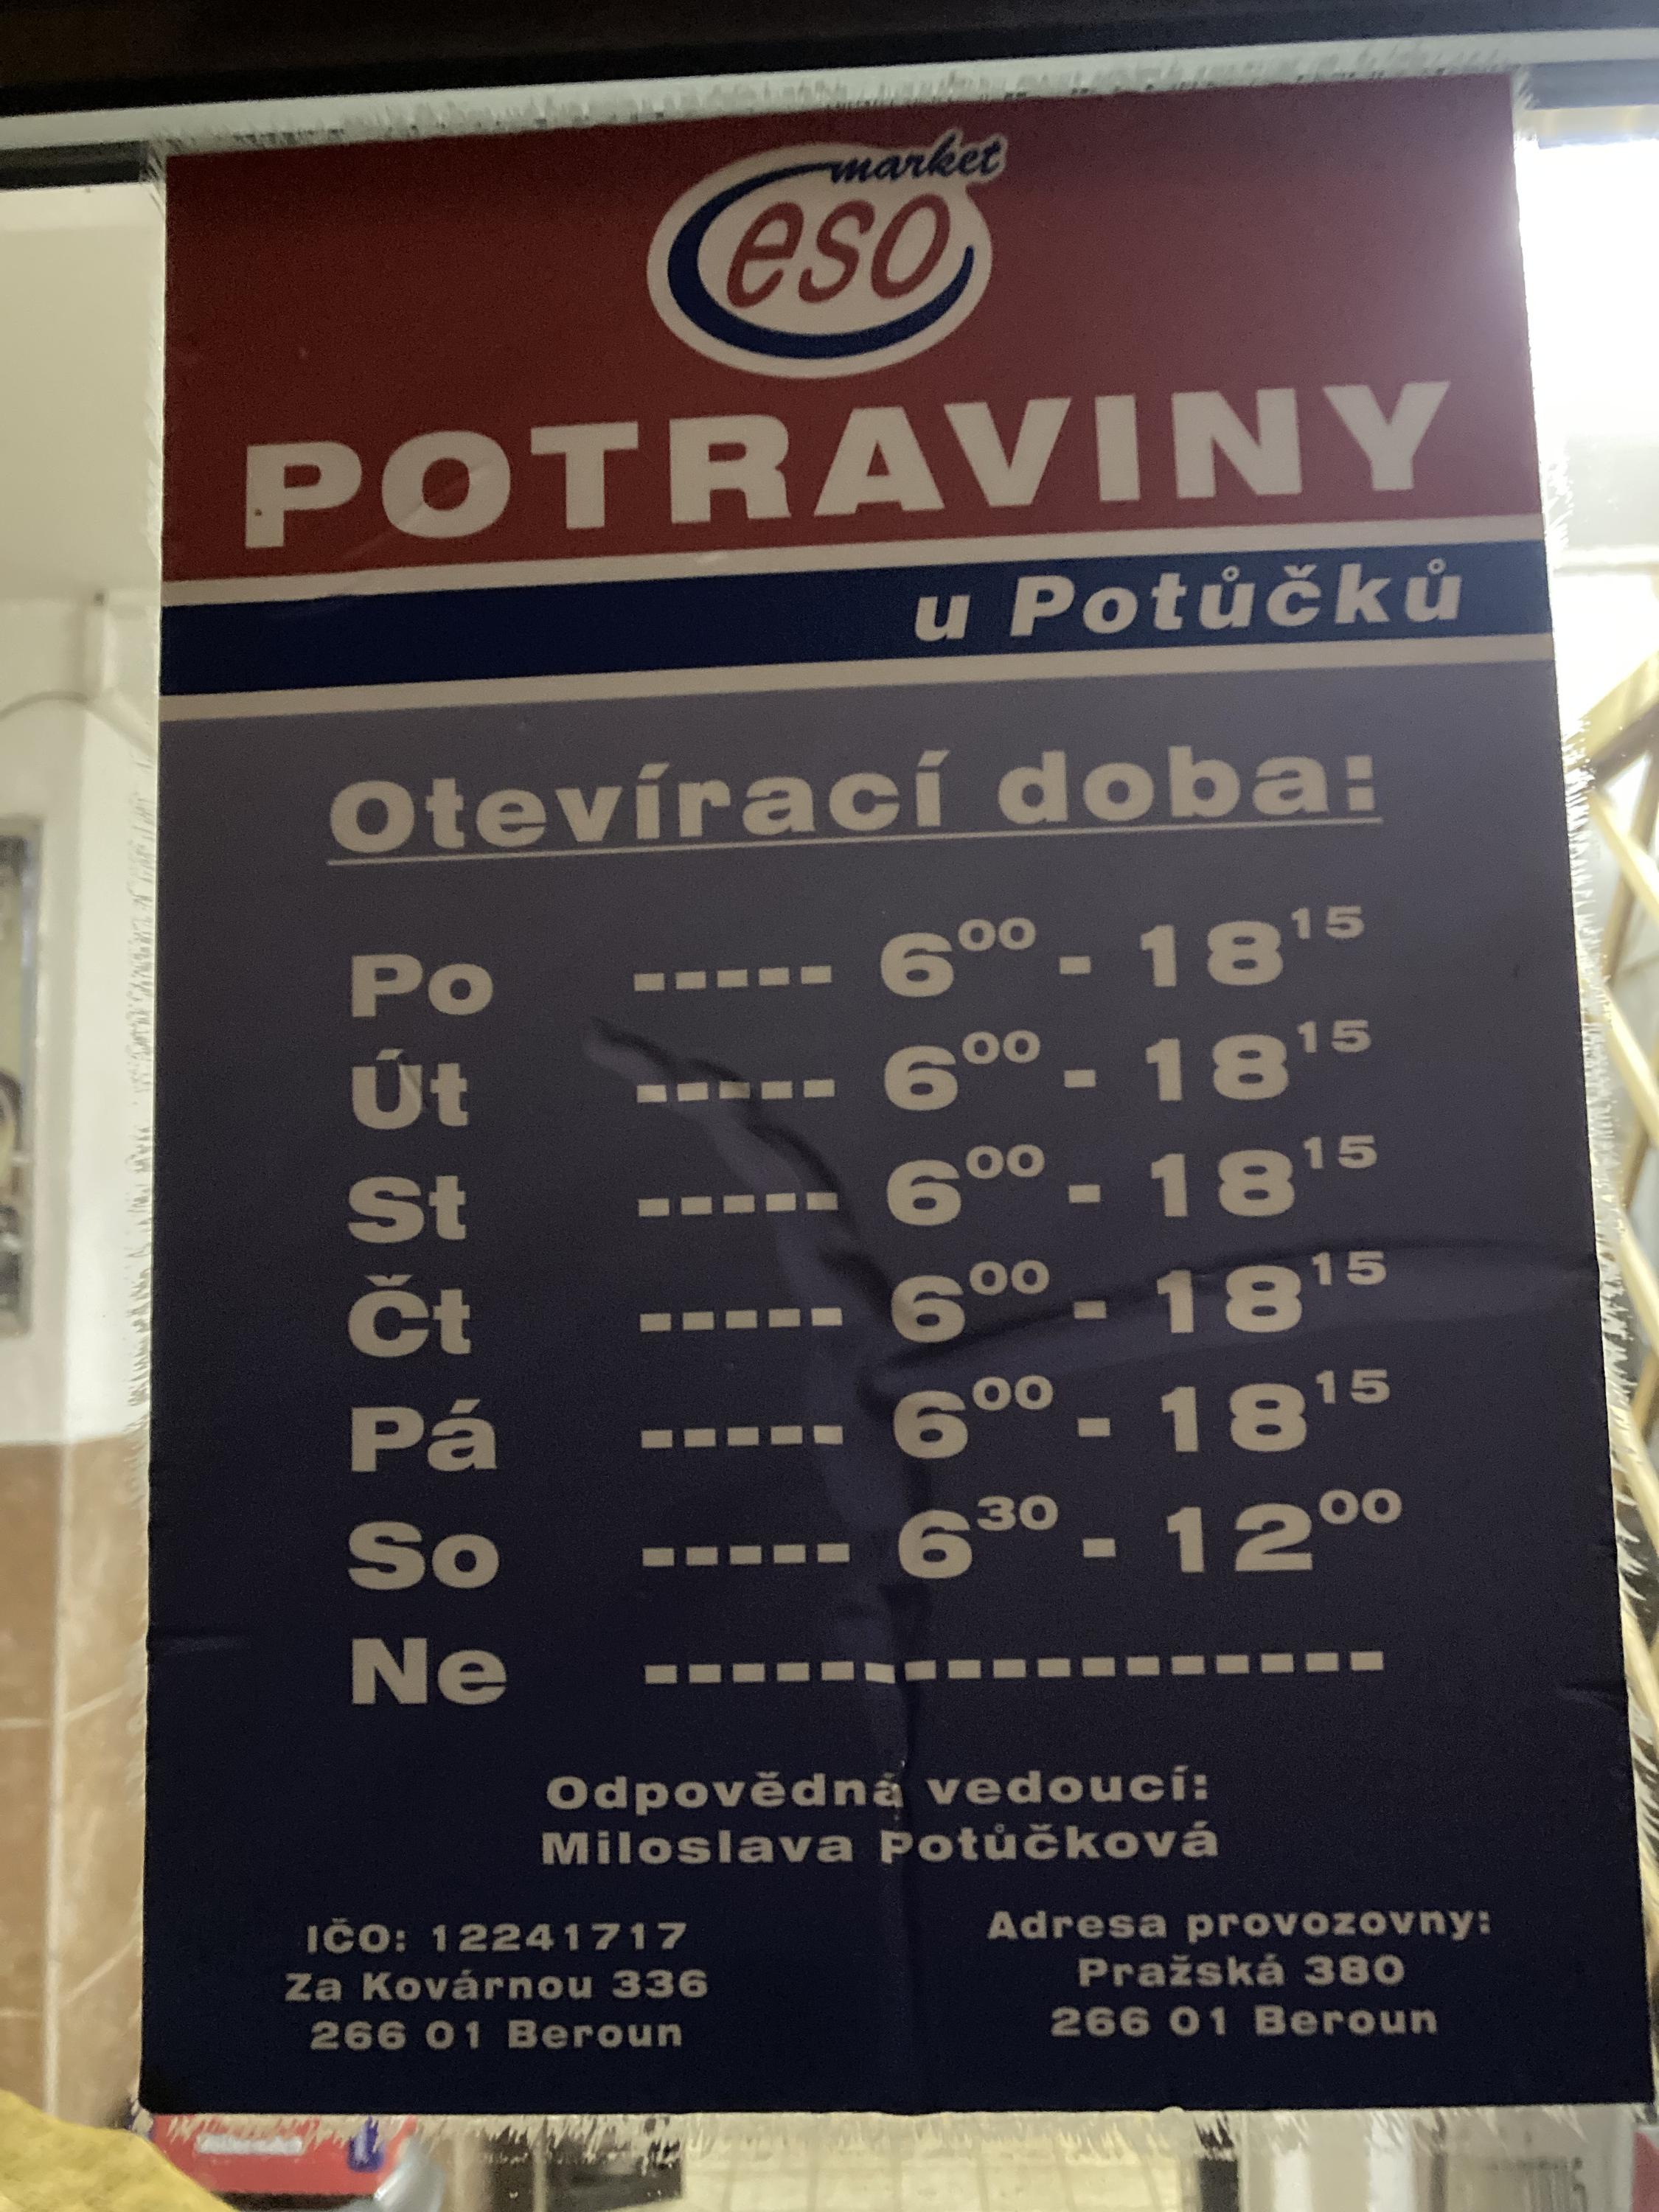 market
eso
POTRAVINY
u Potůčků
Otevírací doba:
Po ----- 6⁰⁰ - 18¹⁵
Út ----- 6⁰⁰ - 18¹⁵
St ----- 6⁰⁰ - 18¹⁵
Čt ----- 6⁰⁰ - 18¹⁵
Pá ----- 6⁰⁰ - 18¹⁵
So ----- 6³⁰ - 12⁰⁰
Ne -----------------
Odpovědná vedoucí:
Miloslava Potůčková
IČO: 12241717
Za Kovárnou 336
266 01 Beroun
Adresa provozovny:
Pražská 380
266 01 Beroun